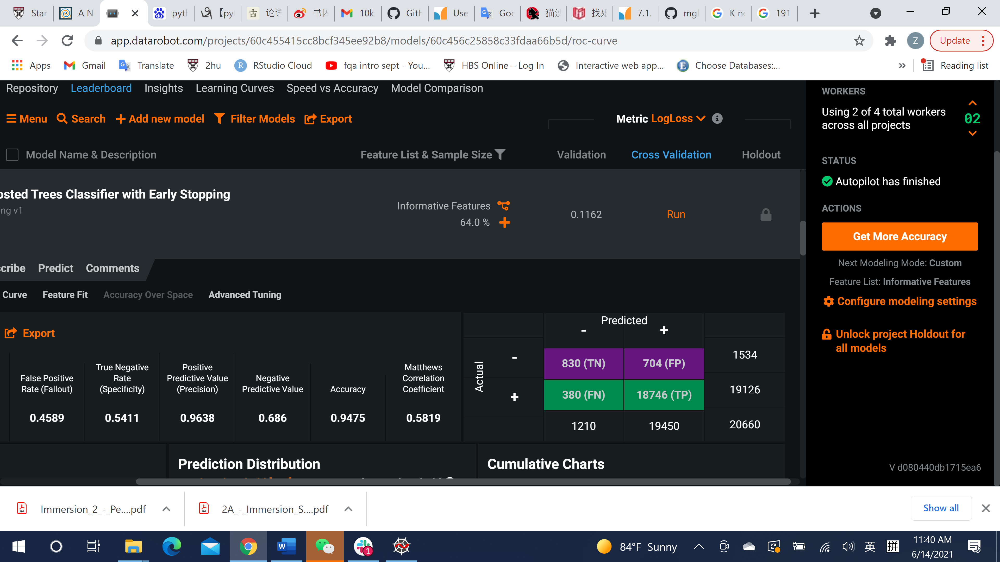 Star
A N
pyth
【py
论语
书囚
10k
Gith
Use
Goo
猫沙
找姐
7.1.
mgl
K ne
191
app.datarobot.com/projects/60c455415cc8bcf345ee92b8/models/60c456c25858c33fdaa66b5d/roc-curve
Z
Update
Apps
Gmail
Translate
2hu
RStudio Cloud
fqa intro sept - You...
HBS Online – Log In
Interactive web app...
Choose Databases:...
»
Reading list
Repository Leaderboard Insights Learning Curves Speed vs Accuracy Model Comparison
Menu Search Add new model Filter Models Export
Metric LogLoss
Model Name & Description
Feature List & Sample Size
Validation
Cross Validation
Holdout
osted Trees Classifier with Early Stopping
ng v1
Informative Features
64.0 %
0.1162
Run
cribe Predict Comments
Curve Feature Fit Accuracy Over Space Advanced Tuning
Export
False Positive
Rate (Fallout)
0.4589
True Negative
Rate
(Specificity)
0.5411
Positive
Predictive Value
(Precision)
0.9638
Negative
Predictive Value
0.686
Accuracy
0.9475
Matthews
Correlation
Coefficient
0.5819
Predicted
- +
Actual
-
830 (TN) 704 (FP) 1534
+
380 (FN) 18746 (TP) 19126
1210 19450 20660
Prediction Distribution
Cumulative Charts
WORKERS
Using 2 of 4 total workers
across all projects
02
STATUS
Autopilot has finished
ACTIONS
Get More Accuracy
Next Modeling Mode: Custom
Feature List: Informative Features
Configure modeling settings
Unlock project Holdout for
all models
V d080440db1715ea6
Immersion_2_-_Pe....pdf
2A_-_Immersion_S....pdf
Show all
1
84°F Sunny
英
拼
11:40 AM
6/14/2021